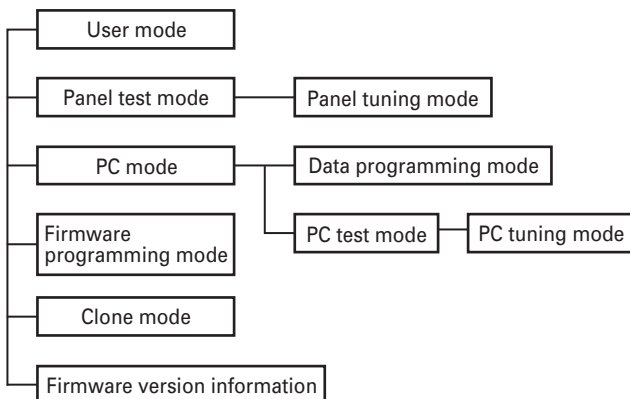 User mode
Panel test mode
Panel tuning mode
PC mode
Data programming mode
PC test mode
PC tuning mode
Firmware
programming mode
Clone mode
Firmware version information